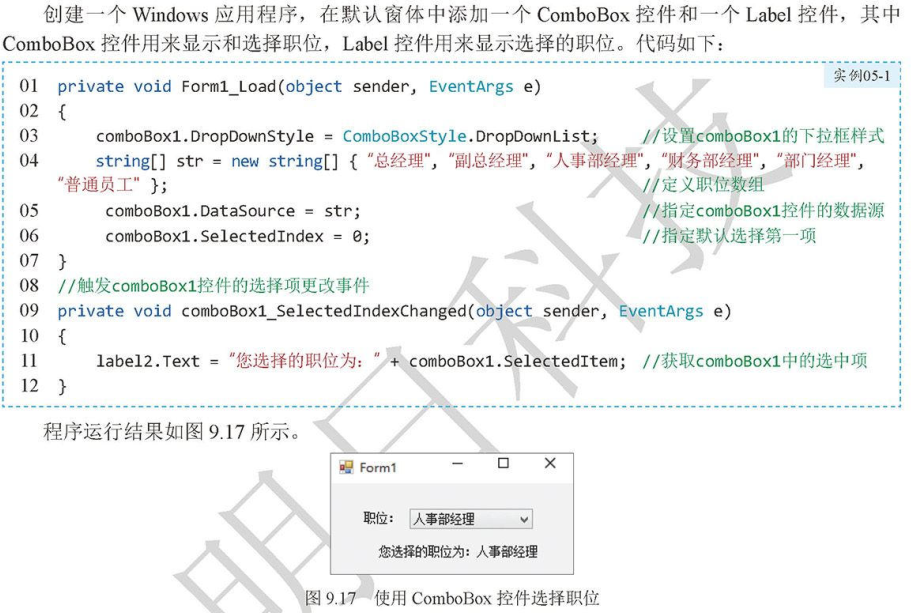 创建一个 Windows 应用程序，在默认窗体中添加一个 ComboBox 控件和一个 Label 控件，其中
ComboBox 控件用来显示和选择职位，Label 控件用来显示选择的职位。代码如下：
实例05-1
01 private void Form1_Load(object sender, EventArgs e)
02 {
03 comboBox1.DropDownStyle = ComboBoxStyle.DropDownList; //设置comboBox1的下拉框样式
04 string[] str = new string[] { “总经理", “副总经理", “人事部经理", “财务部经理", “部门经理",
“普通员工" }; //定义职位数组
05 comboBox1.DataSource = str; //指定comboBox1控件的数据源
06 comboBox1.SelectedIndex = 0; //指定默认选择第一项
07 }
08 //触发comboBox1控件的选择项更改事件
09 private void comboBox1_SelectedIndexChanged(object sender, EventArgs e)
10 {
11 label2.Text = “您选择的职位为：” + comboBox1.SelectedItem; //获取comboBox1中的选中项
12 }
程序运行结果如图 9.17 所示。
Form1
职位： 人事部经理
您选择的职位为：人事部经理
图 9.17 使用 ComboBox 控件选择职位
明日科技